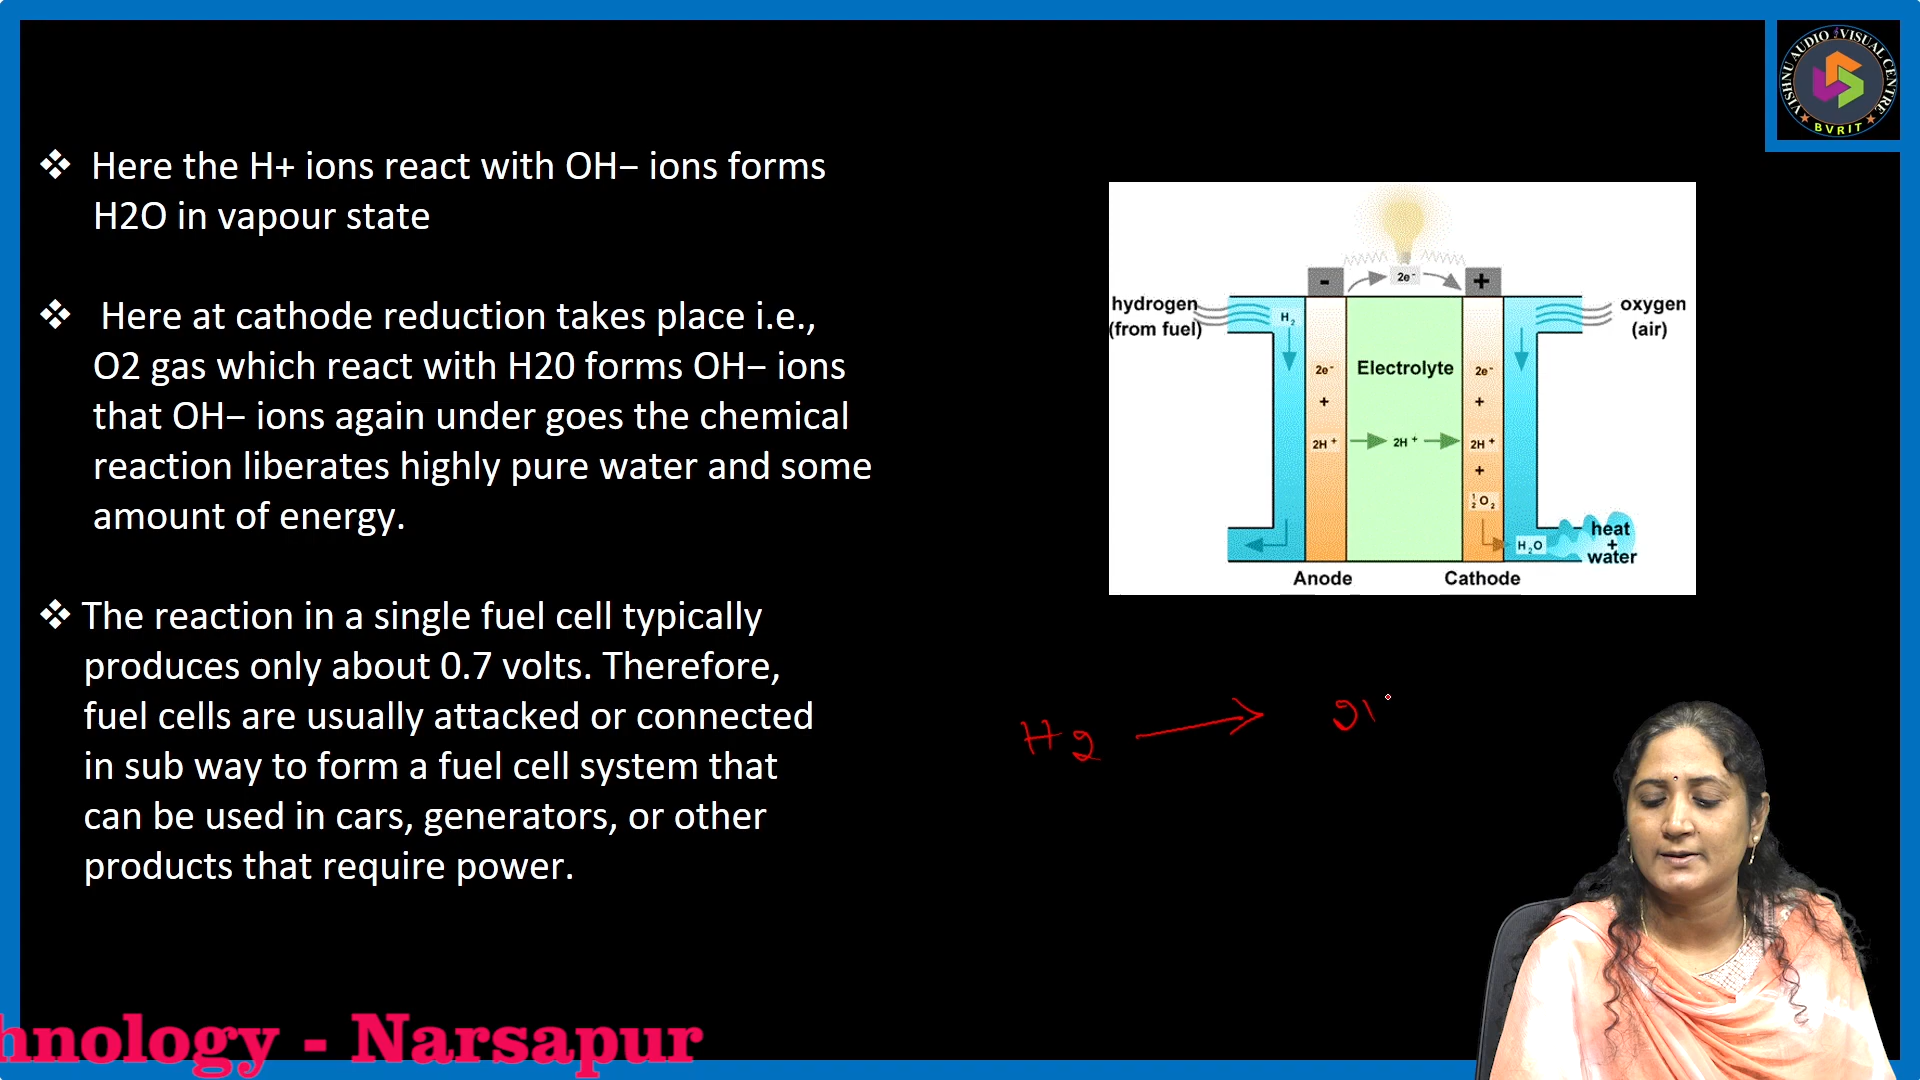 VISHNU AUDIO VISUAL CENTRE
BVRIT
❖ Here the H+ ions react with OH− ions forms
H2O in vapour state
❖ Here at cathode reduction takes place i.e.,
O2 gas which react with H20 forms OH− ions
that OH− ions again under goes the chemical
reaction liberates highly pure water and some
amount of energy.
❖ The reaction in a single fuel cell typically
produces only about 0.7 volts. Therefore,
fuel cells are usually attacked or connected
in sub way to form a fuel cell system that
can be used in cars, generators, or other
products that require power.
- 2e⁻ +
hydrogen
(from fuel)
H₂
oxygen
(air)
2e⁻ Electrolyte 2e⁻
+ +
2H⁺ 2H⁺ 2H⁺
+
½O₂
H₂O
heat
+
water
Anode Cathode
H2 →
hnology - Narsapur